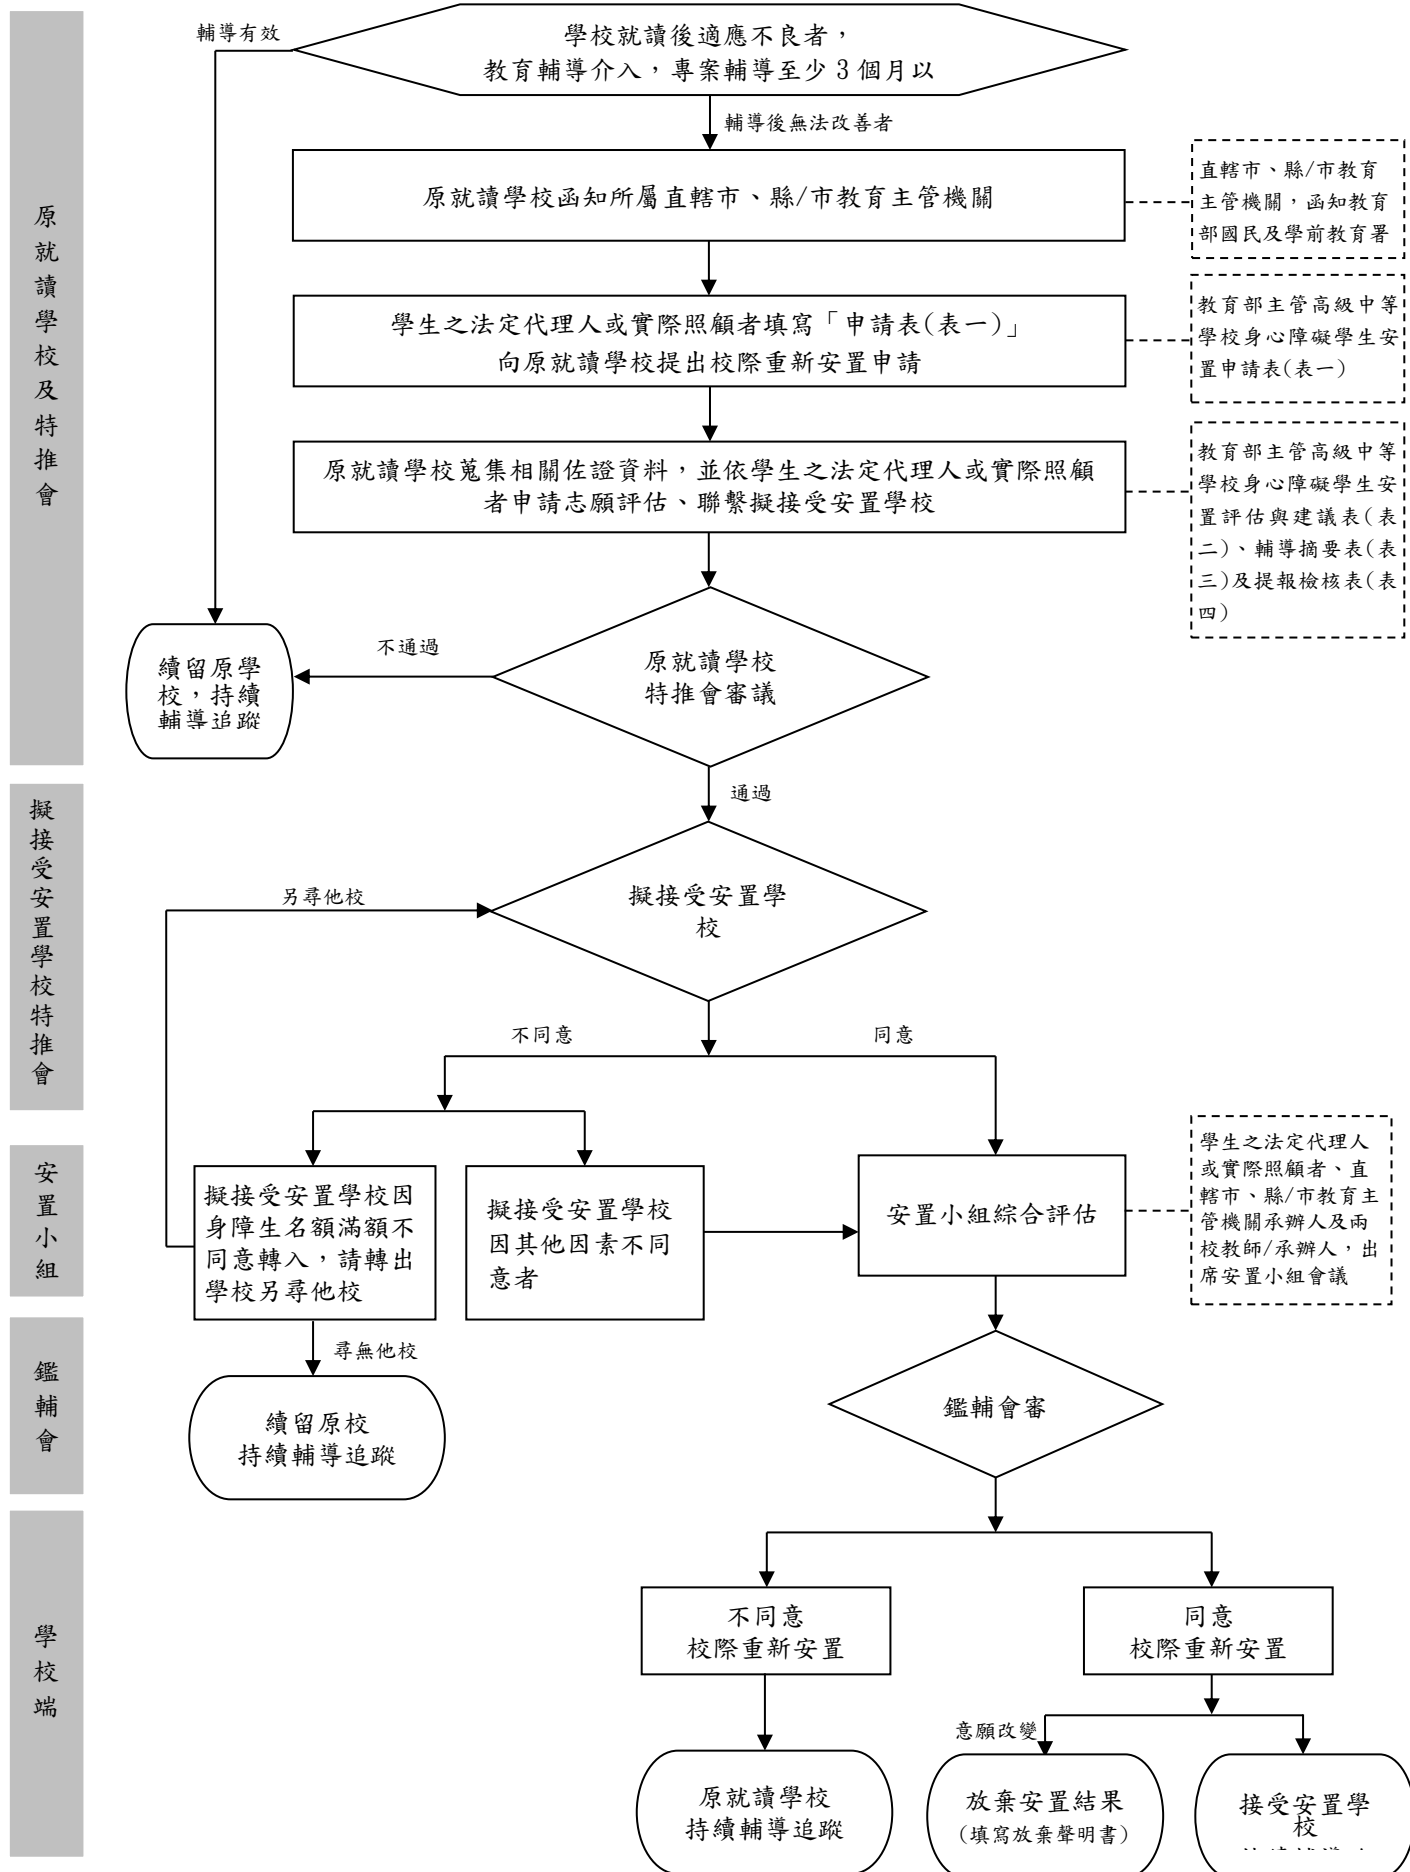 輔導有效
學校就讀後適應不良者，
教育輔導介入，專案輔導至少3個月以
輔導後無法改善者
原就讀學校及特推會
原就讀學校函知所屬直轄市、縣/市教育主管機關
直轄市、縣/市教育
主管機關，函知教育
部國民及學前教育署
學生之法定代理人或實際照顧者填寫「申請表(表一)」
向原就讀學校提出校際重新安置申請
教育部主管高級中等
學校身心障礙學生安
置申請表(表一)
原就讀學校蒐集相關佐證資料，並依學生之法定代理人或實際照顧
者申請志願評估、聯繫擬接受安置學校
教育部主管高級中等
學校身心障礙學生安
置評估與建議表(表
二)、輔導摘要表(表
三)及提報檢核表(表
四)
不通過
原就讀學校
特推會審議
續留原學
校，持續
輔導追蹤
通過
擬接受安置學校特推會
另尋他校
擬接受安置學
校
不同意
同意
安置小組
擬接受安置學校因
身障生名額滿額不
同意轉入，請轉出
學校另尋他校
擬接受安置學校
因其他因素不同
意者
安置小組綜合評估
學生之法定代理人
或實際照顧者、直
轄市、縣/市教育主
管機關承辦人及兩
校教師/承辦人，出
席安置小組會議
尋無他校
鑑輔會
續留原校
持續輔導追蹤
鑑輔會審
學校端
不同意
校際重新安置
同意
校際重新安置
意願改變
原就讀學校
持續輔導追蹤
放棄安置結果
(填寫放棄聲明書)
接受安置學
校